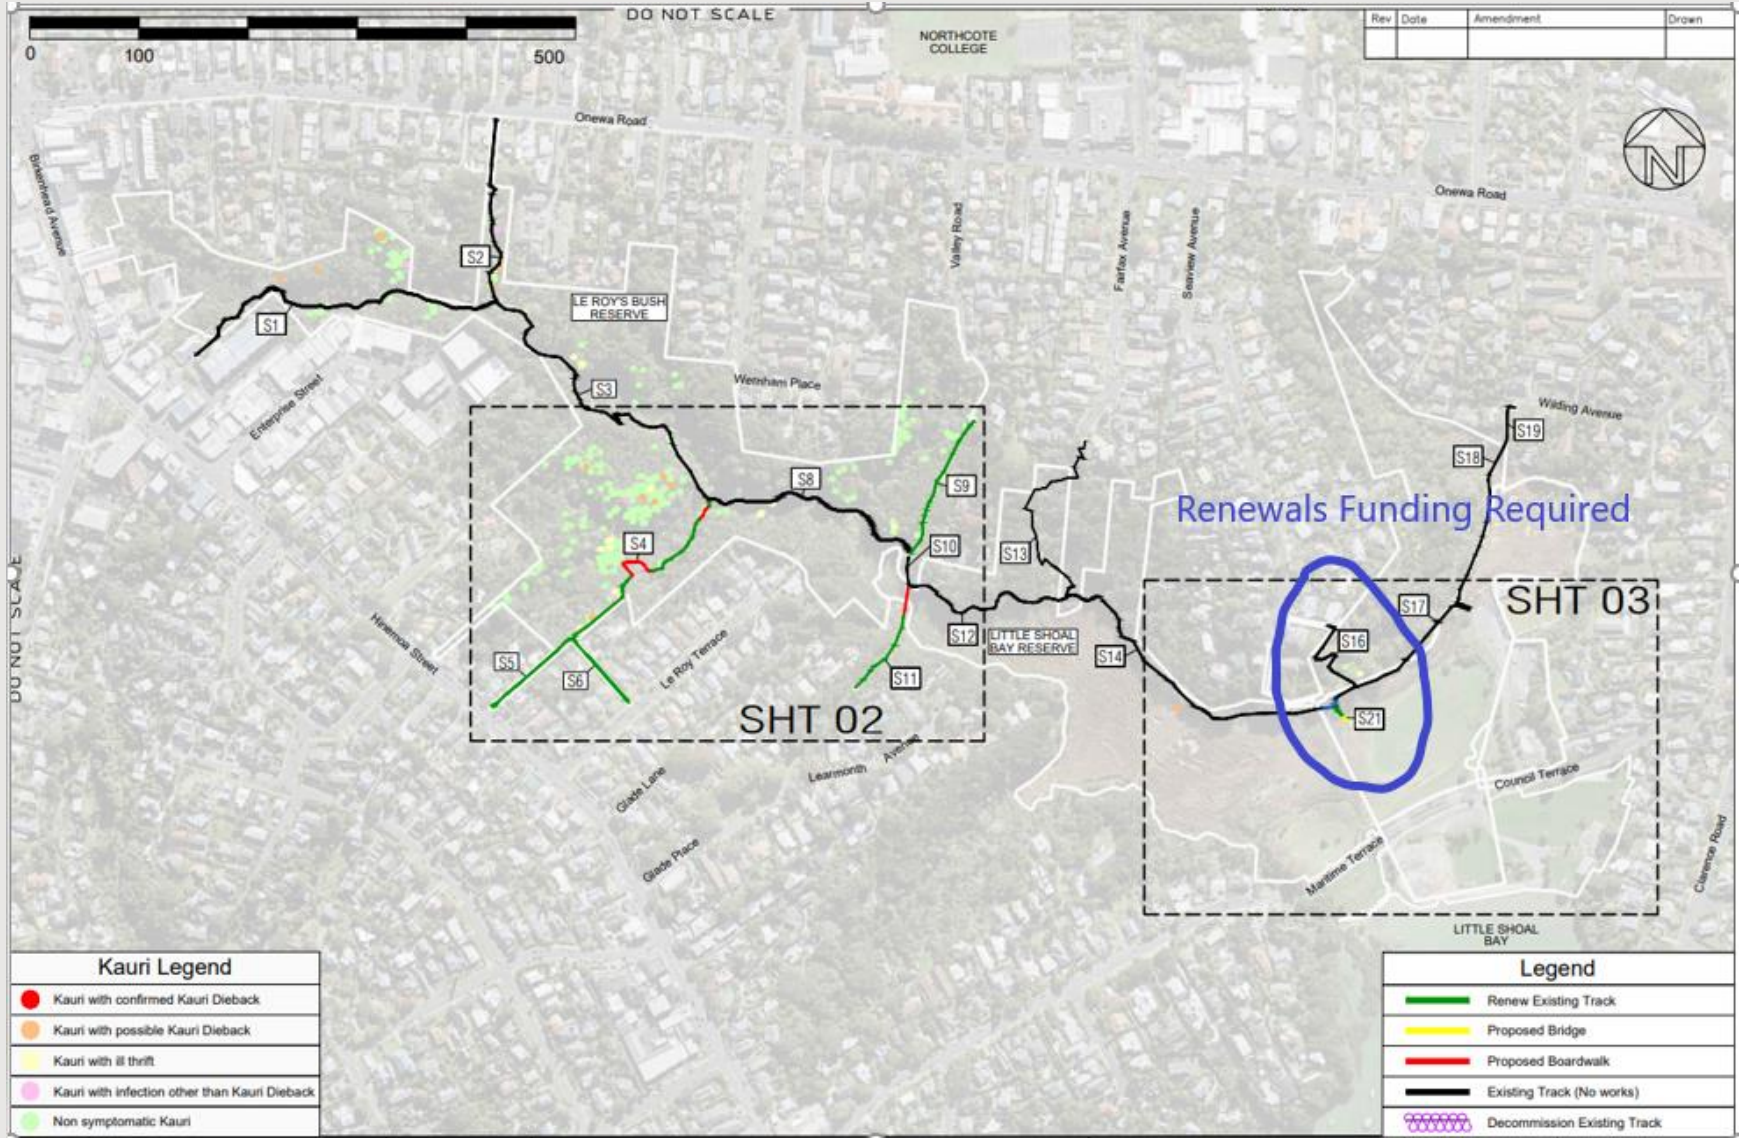 DO NOT SCALE
0 100 500
NORTHCOTE
COLLEGE
Rev Date Amendment Drawn
Onewa Road
Birkenhead Avenue
N
Onewa Road
S2
Valley Road
Fairfax Avenue
Seaview Avenue
LE ROY'S BUSH
RESERVE
S1
Enterprise Street
S3
Wernham Place
Wilding Avenue
S19
S18
S8
S9
Renewals Funding Required
S4
S10
S13
DO NOT SCALE
Hinemoa Street
SHT 03
S17
S12
LITTLE SHOAL
BAY RESERVE
S16
S14
S5
S6
Le Roy Terrace
S11
SHT 02
S21
Learmonth Avenue
Glade Lane
Council Terrace
Glade Place
Maritime Terrace
Clarence Road
LITTLE SHOAL
BAY
Kauri Legend
Kauri with confirmed Kauri Dieback
Kauri with possible Kauri Dieback
Kauri with ill thrift
Kauri with infection other than Kauri Dieback
Non symptomatic Kauri
Legend
Renew Existing Track
Proposed Bridge
Proposed Boardwalk
Existing Track (No works)
Decommission Existing Track